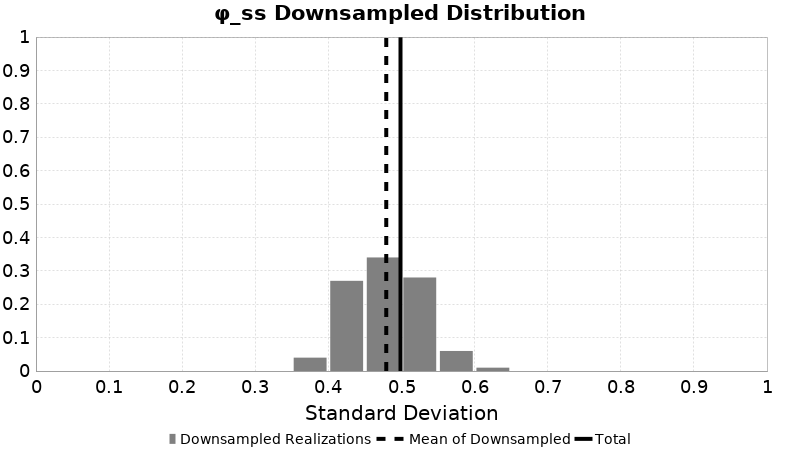 φ_ss Downsampled Distribution
1
0.9
0.8
0.7
0.6
0.5
0.4
0.3
0.2
0.1
0
0 0.1 0.2 0.3 0.4 0.5 0.6 0.7 0.8 0.9 1
Standard Deviation
Downsampled Realizations Mean of Downsampled Total